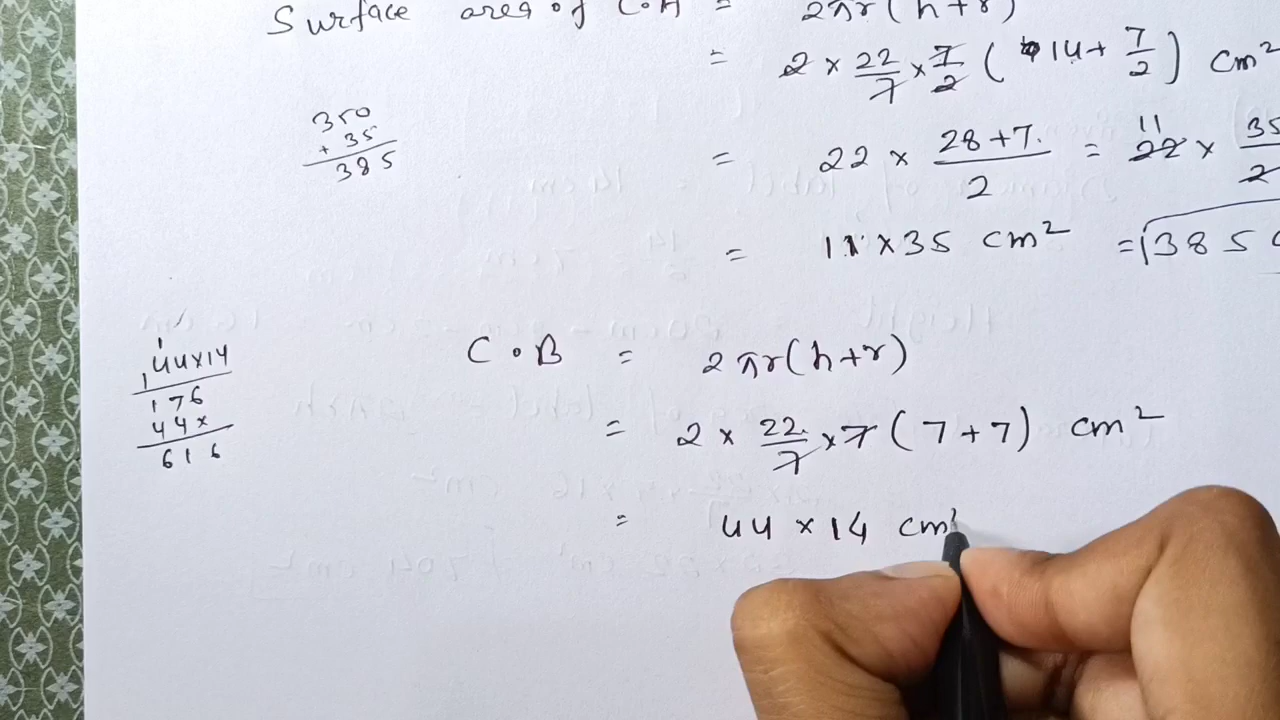 Surface area of C.A = 2πr(h+r)
= 2 × 22/7 × 7/2 (14 + 7/2) cm²
= 22 × 28+7/2 = 22 11 × 35/2
= 11 × 35 cm² = 385 c
350
+ 35
385
C.B = 2πr(h+r)
= 2 × 22/7 × 7 (7+7) cm²
= 44 × 14 cm²
1
1 44×14
176
44×
616